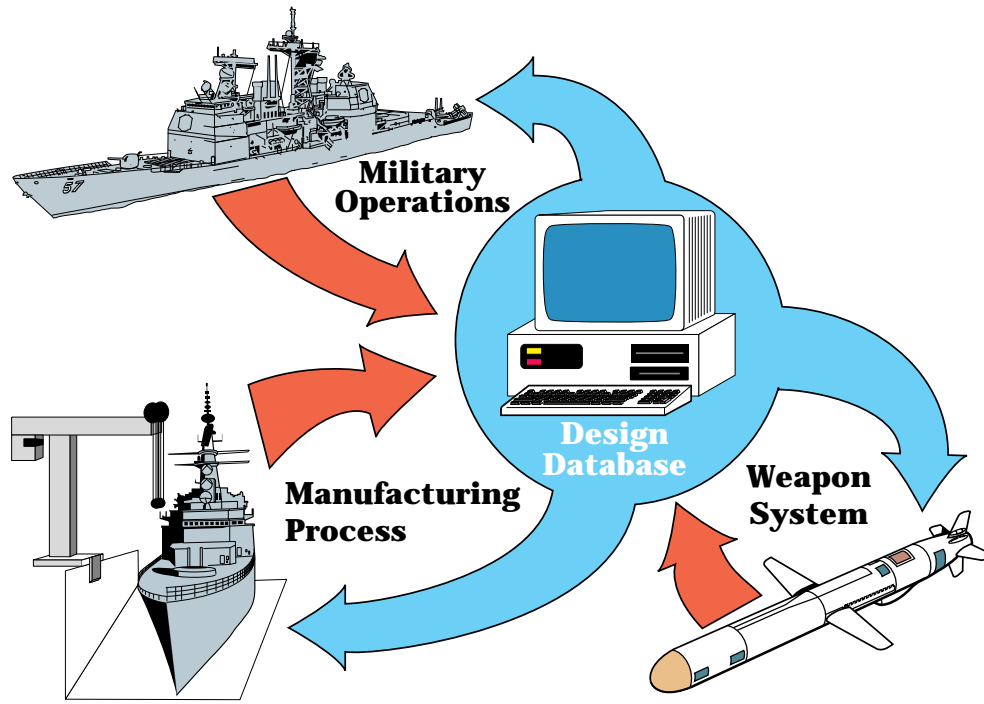 57
Military
Operations
Design
Database
Weapon
System
Manufacturing
Process